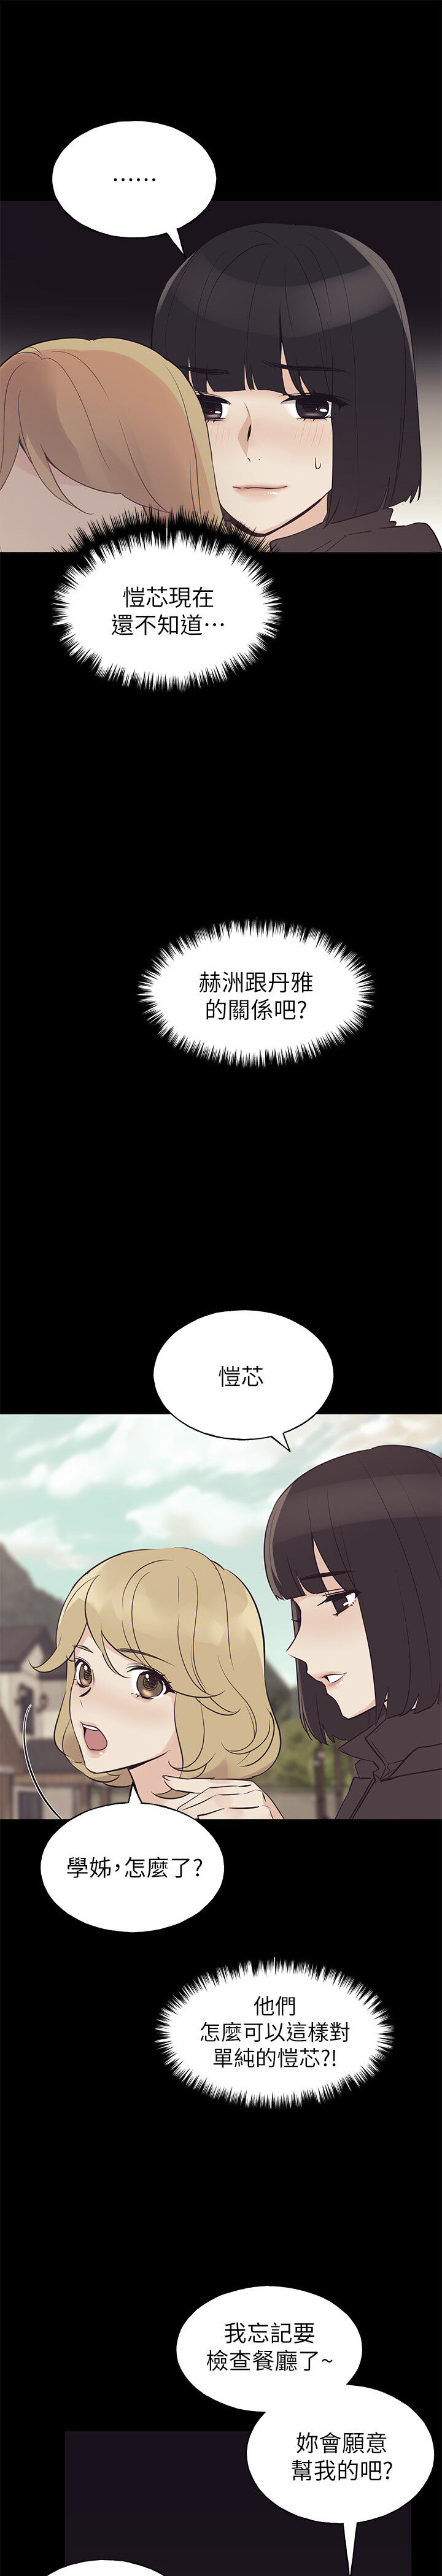 ……
愷芯現在
還不知道…
赫洲跟丹雅
的關係吧?
愷芯
學姊，怎麼了?
他們
怎麼可以這樣對
單純的愷芯?!
我忘記要
檢查餐廳了~
妳會願意
幫我的吧?